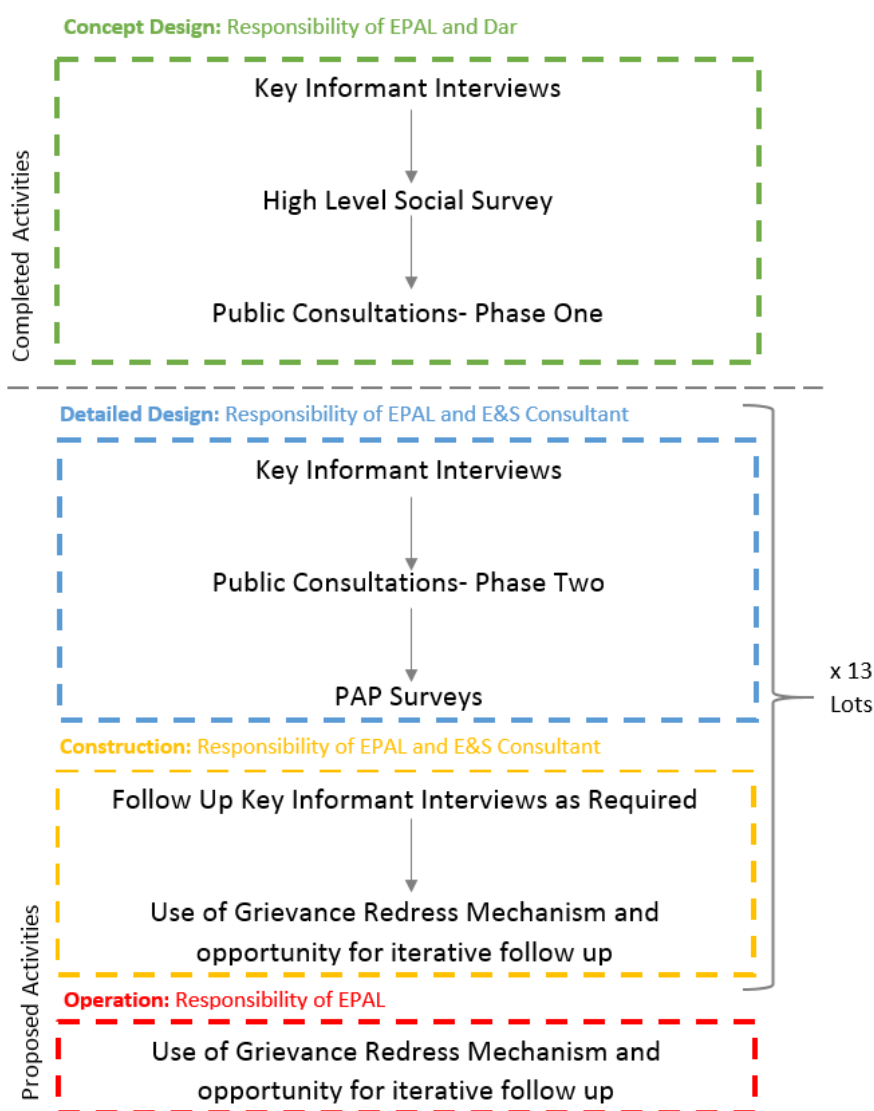 Concept Design: Responsibility of EPAL and Dar
Completed Activities
Key Informant Interviews
High Level Social Survey
Public Consultations- Phase One
Detailed Design: Responsibility of EPAL and E&S Consultant
Key Informant Interviews
Public Consultations- Phase Two
PAP Surveys
x 13
Lots
Construction: Responsibility of EPAL and E&S Consultant
Proposed Activities
Follow Up Key Informant Interviews as Required
Use of Grievance Redress Mechanism and
opportunity for iterative follow up
Operation: Responsibility of EPAL
Use of Grievance Redress Mechanism and
opportunity for iterative follow up